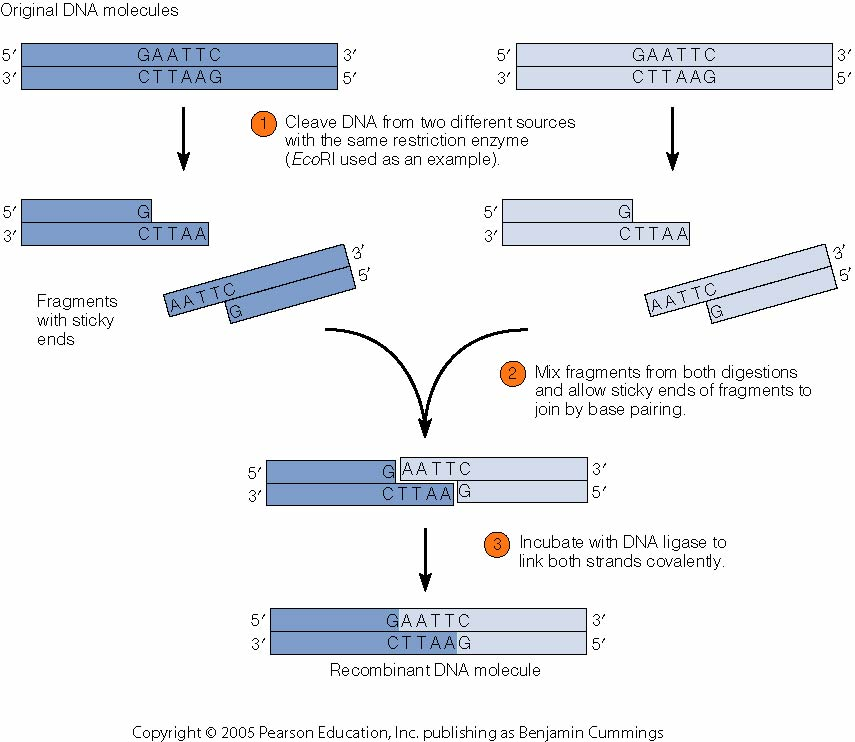 Original DNA molecules
5′ GAATTC 3′
3′ CTTAAG 5′
5′ GAATTC 3′
3′ CTTAAG 5′
1 Cleave DNA from two different sources
with the same restriction enzyme
(EcoRI used as an example).
5′ G
3′ CTTAA
AATTC 3′
G 5′
5′ G
3′ CTTAA
AATTC 3′
G 5′
Fragments
with sticky
ends
2 Mix fragments from both digestions
and allow sticky ends of fragments to
join by base pairing.
5′ G AATTC 3′
3′ CTTAA G 5′
3 Incubate with DNA ligase to
link both strands covalently.
5′ GAATTC 3′
3′ CTTAAG 5′
Recombinant DNA molecule
Copyright © 2005 Pearson Education, Inc. publishing as Benjamin Cummings